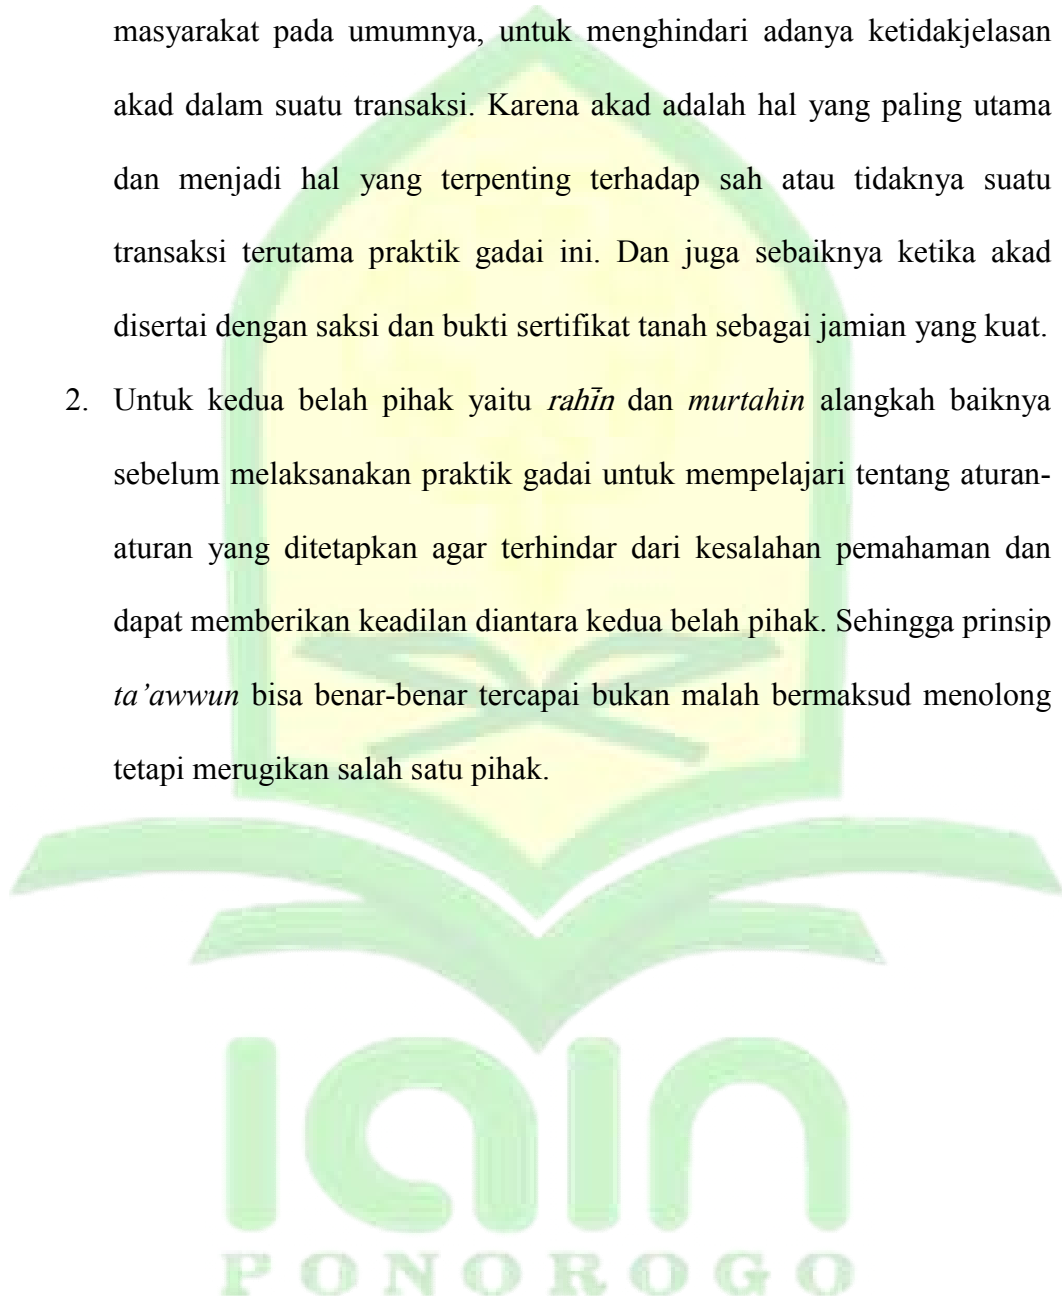 masyarakat pada umumnya, untuk menghindari adanya ketidakjelasan
akad dalam suatu transaksi. Karena akad adalah hal yang paling utama
dan menjadi hal yang terpenting terhadap sah atau tidaknya suatu
transaksi terutama praktik gadai ini. Dan juga sebaiknya ketika akad
disertai dengan saksi dan bukti sertifikat tanah sebagai jamian yang kuat.
2. Untuk kedua belah pihak yaitu rahīn dan murtahin alangkah baiknya
sebelum melaksanakan praktik gadai untuk mempelajari tentang aturan-
aturan yang ditetapkan agar terhindar dari kesalahan pemahaman dan
dapat memberikan keadilan diantara kedua belah pihak. Sehingga prinsip
ta’awwun bisa benar-benar tercapai bukan malah bermaksud menolong
tetapi merugikan salah satu pihak.
IAIN
PONOROGO